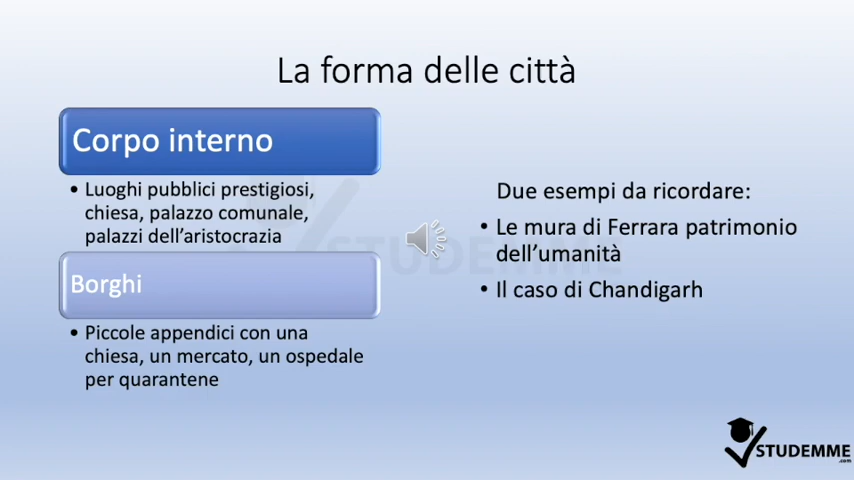 La forma delle città
Corpo interno
• Luoghi pubblici prestigiosi,
chiesa, palazzo comunale,
palazzi dell'aristocrazia
Borghi
• Piccole appendici con una
chiesa, un mercato, un ospedale
per quarantene
Due esempi da ricordare:
• Le mura di Ferrara patrimonio
dell'umanità
• Il caso di Chandigarh
STUDEMME
STUDEMME
.com